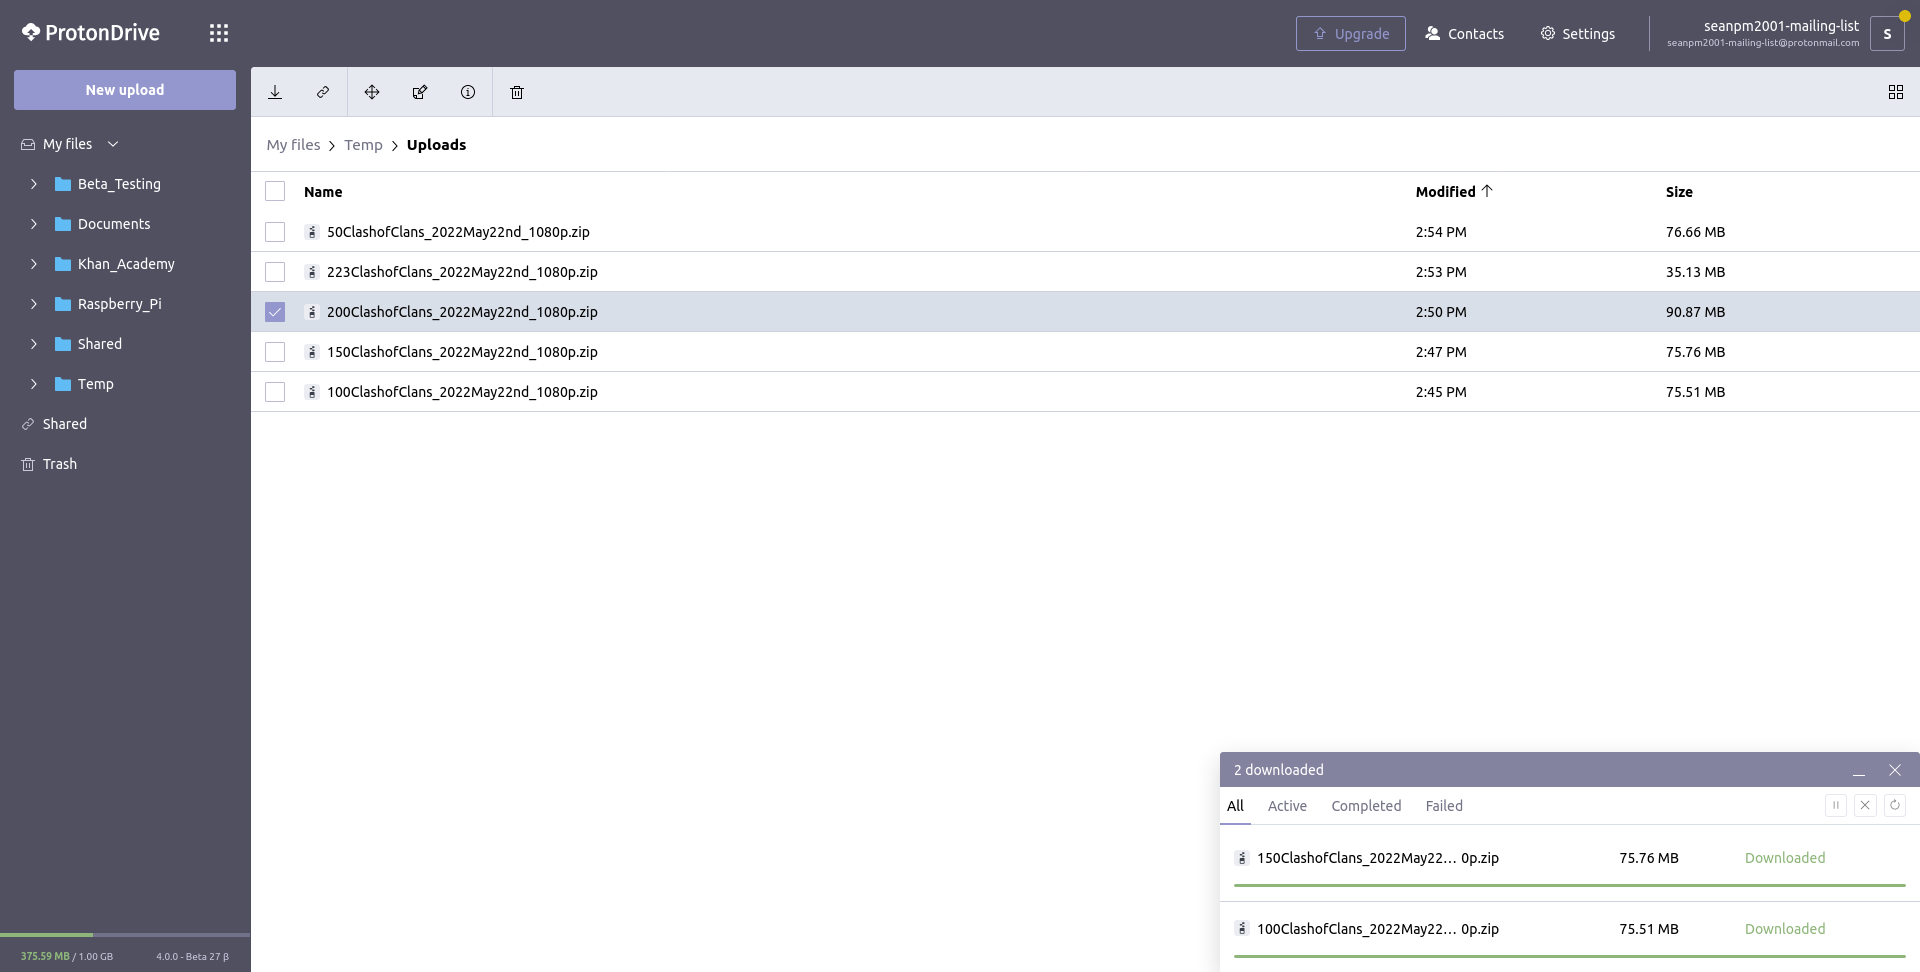 ProtonDrive
Upgrade
Contacts
Settings
seanpm2001-mailing-list
seanpm2001-mailing-list@protonmail.com
S
New upload
My files
Beta_Testing
Documents
Khan_Academy
Raspberry_Pi
Shared
Temp
Shared
Trash
375.59 MB / 1.00 GB
4.0.0 - Beta 27 β
My files > Temp > Uploads
Name Modified Size
50ClashofClans_2022May22nd_1080p.zip 2:54 PM 76.66 MB
223ClashofClans_2022May22nd_1080p.zip 2:53 PM 35.13 MB
200ClashofClans_2022May22nd_1080p.zip 2:50 PM 90.87 MB
150ClashofClans_2022May22nd_1080p.zip 2:47 PM 75.76 MB
100ClashofClans_2022May22nd_1080p.zip 2:45 PM 75.51 MB
2 downloaded
All Active Completed Failed
150ClashofClans_2022May22... 0p.zip 75.76 MB Downloaded
100ClashofClans_2022May22... 0p.zip 75.51 MB Downloaded